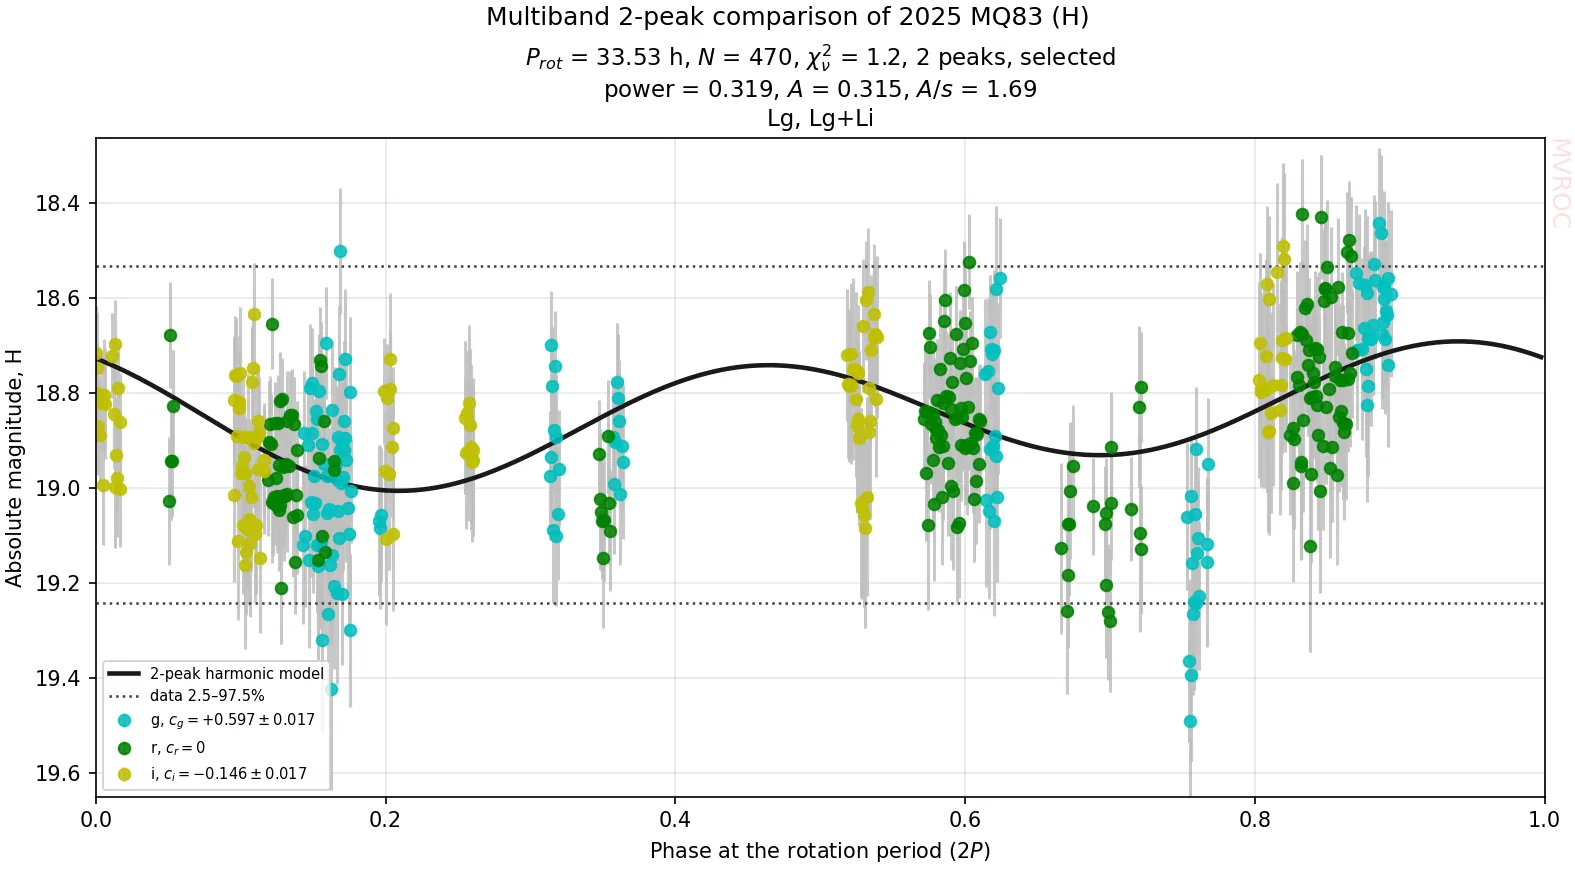 Multiband 2-peak comparison of 2025 MQ83 (H)
P_rot = 33.53 h, N = 470, χ²_ν = 1.2, 2 peaks, selected
power = 0.319, A = 0.315, A/s = 1.69
Lg, Lg+Li
MVROC
Absolute magnitude, H
18.4
18.6
18.8
19.0
19.2
19.4
19.6
2-peak harmonic model
data 2.5–97.5%
g, c_g = +0.597 ± 0.017
r, c_r = 0
i, c_i = −0.146 ± 0.017
0.0 0.2 0.4 0.6 0.8 1.0
Phase at the rotation period (2P)